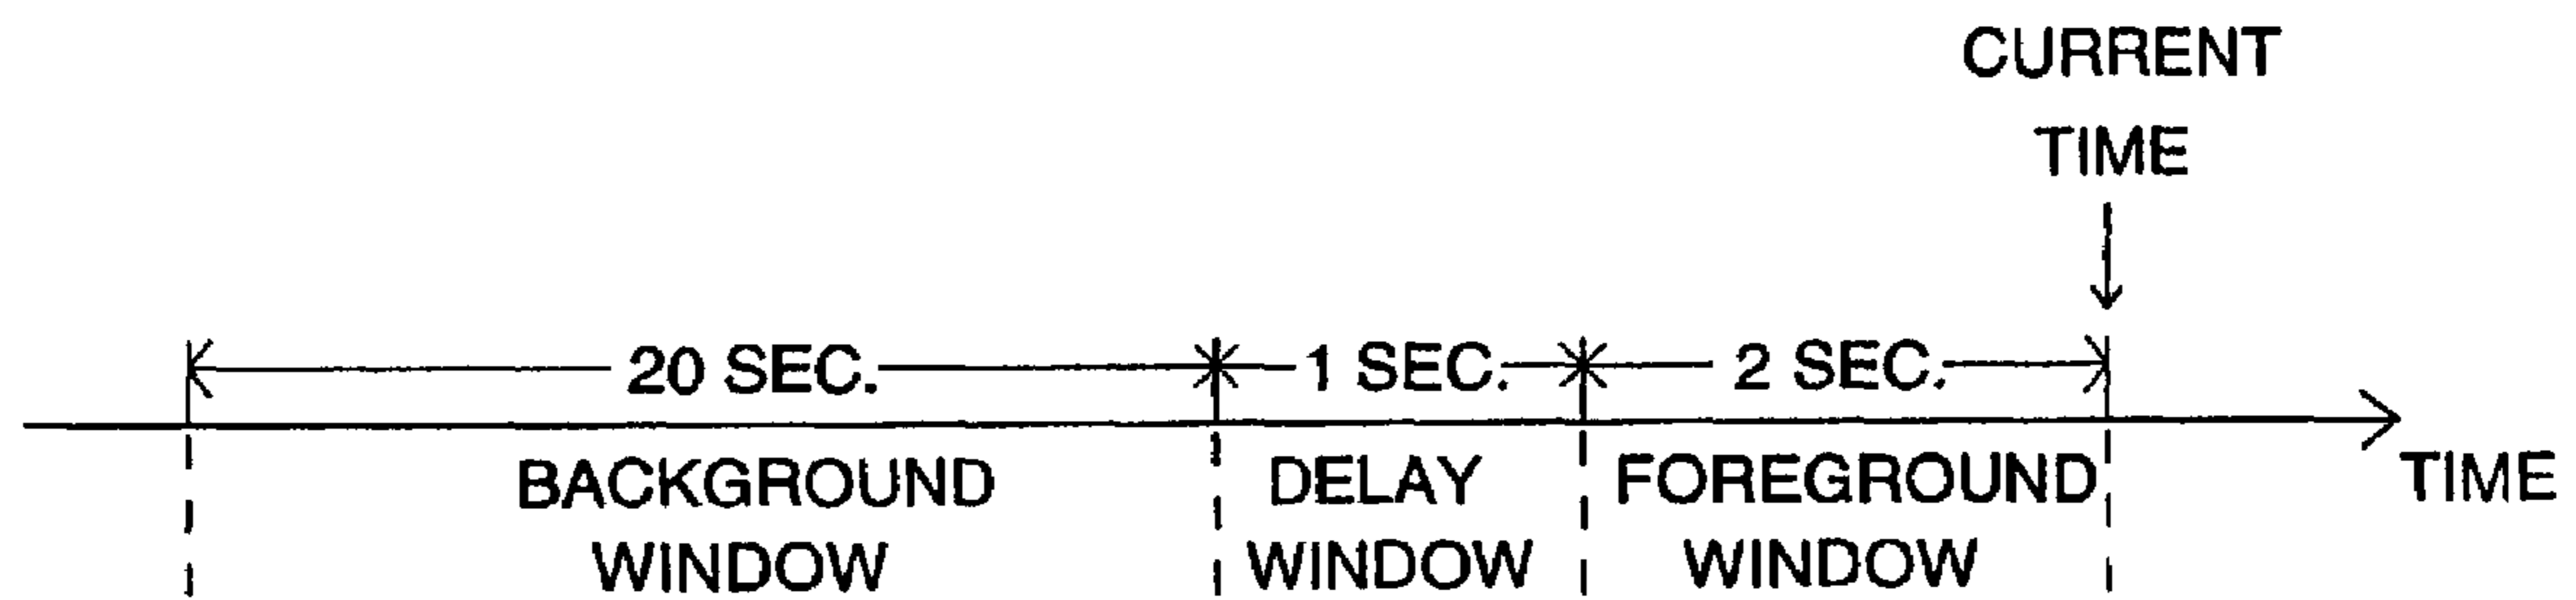 CURRENT
TIME
20 SEC.
1 SEC.
2 SEC.
BACKGROUND
WINDOW
DELAY
WINDOW
FOREGROUND
WINDOW
TIME